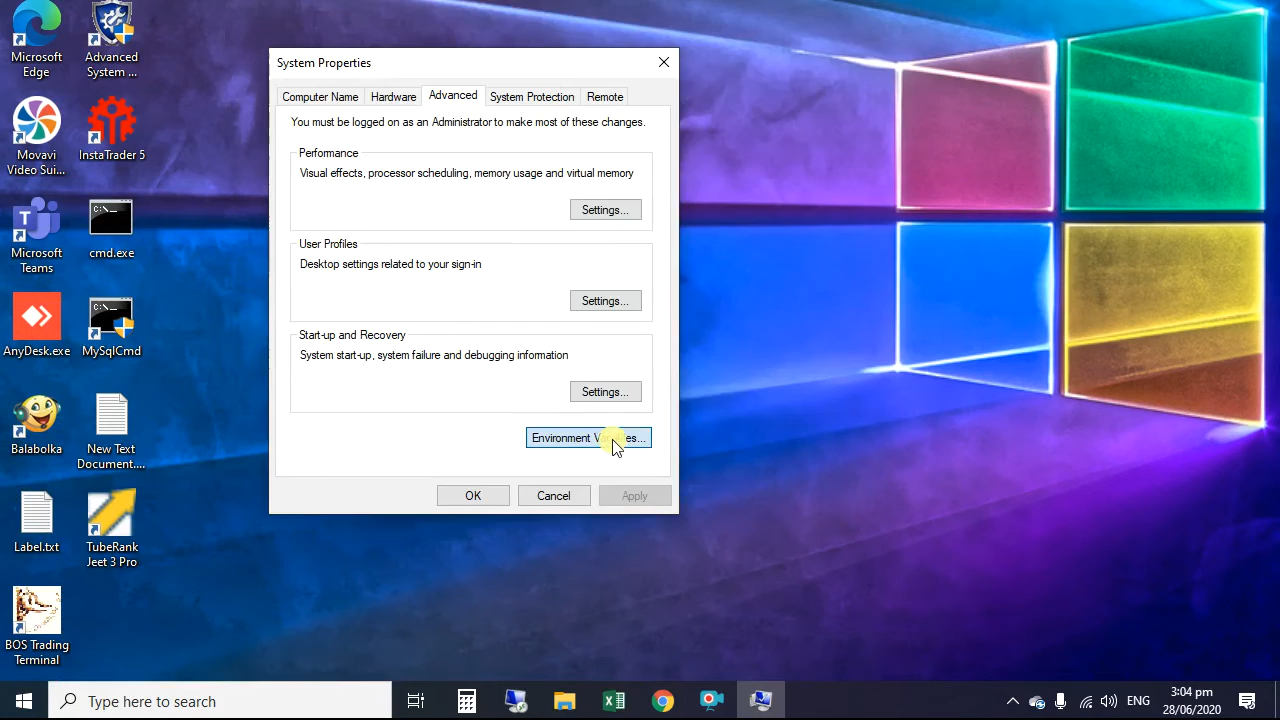 Microsoft
Edge
Advanced
System ...
Movavi
Video Sui...
InstaTrader 5
Microsoft
Teams
cmd.exe
AnyDesk.exe
MySqlCmd
Balabolka
New Text
Document....
Label.txt
TubeRank
Jeet 3 Pro
BOS Trading
Terminal
System Properties
Computer Name
Hardware
Advanced
System Protection
Remote
You must be logged on as an Administrator to make most of these changes.
Performance
Visual effects, processor scheduling, memory usage and virtual memory
Settings...
User Profiles
Desktop settings related to your sign-in
Settings...
Start-up and Recovery
System start-up, system failure and debugging information
Settings...
Environment Variables...
OK
Cancel
Apply
Type here to search
ENG
3:04 pm
28/06/2020